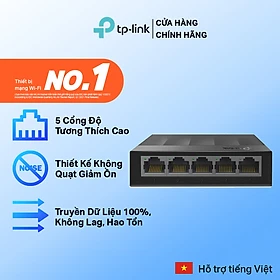 tp-link
CỬA HÀNG
CHÍNH HÃNG
Thiết bị
mạng Wi-Fi
NO.1
5 Cổng Độ
Tương Thích Cao
NOISE
Thiết Kế Không
Quạt Giảm Ồn
Truyền Dữ Liệu 100%,
Không Lag, Hao Tốn
Hỗ trợ tiếng Việt